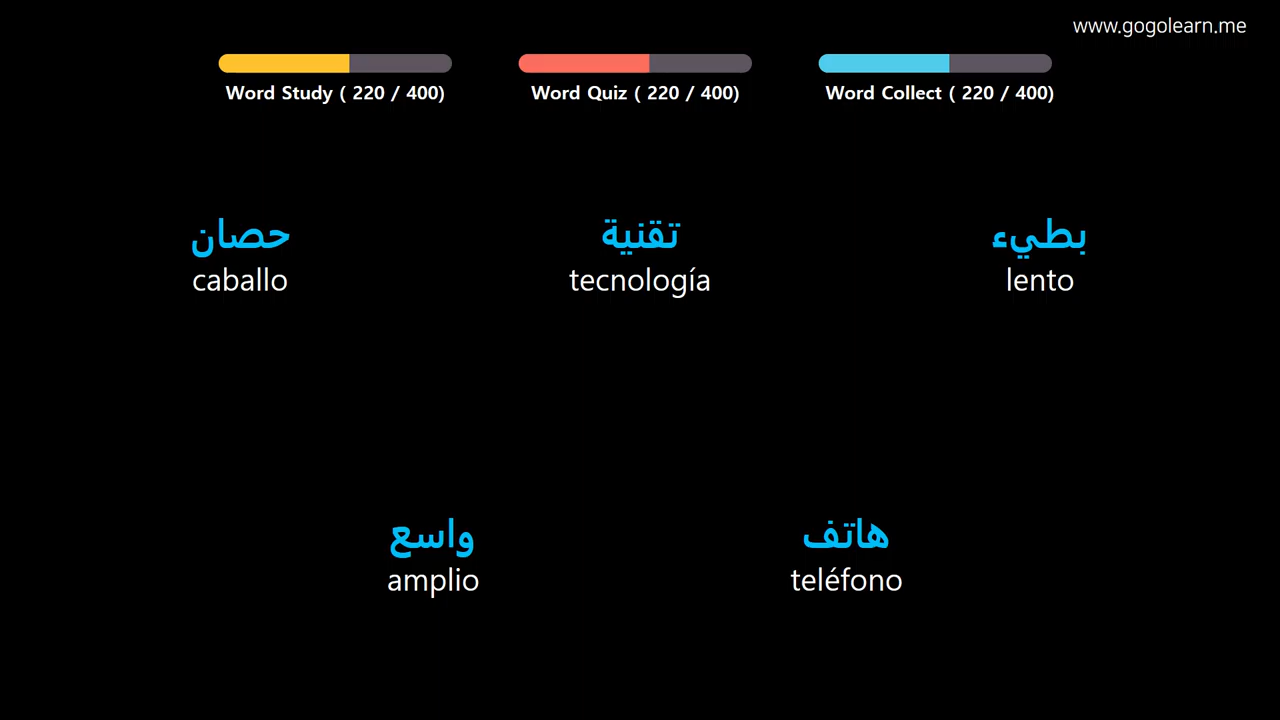 www.gogolearn.me
Word Study ( 220 / 400)
Word Quiz ( 220 / 400)
Word Collect ( 220 / 400)
حصان
caballo
تقنية
tecnología
بطيء
lento
واسع
amplio
هاتف
teléfono